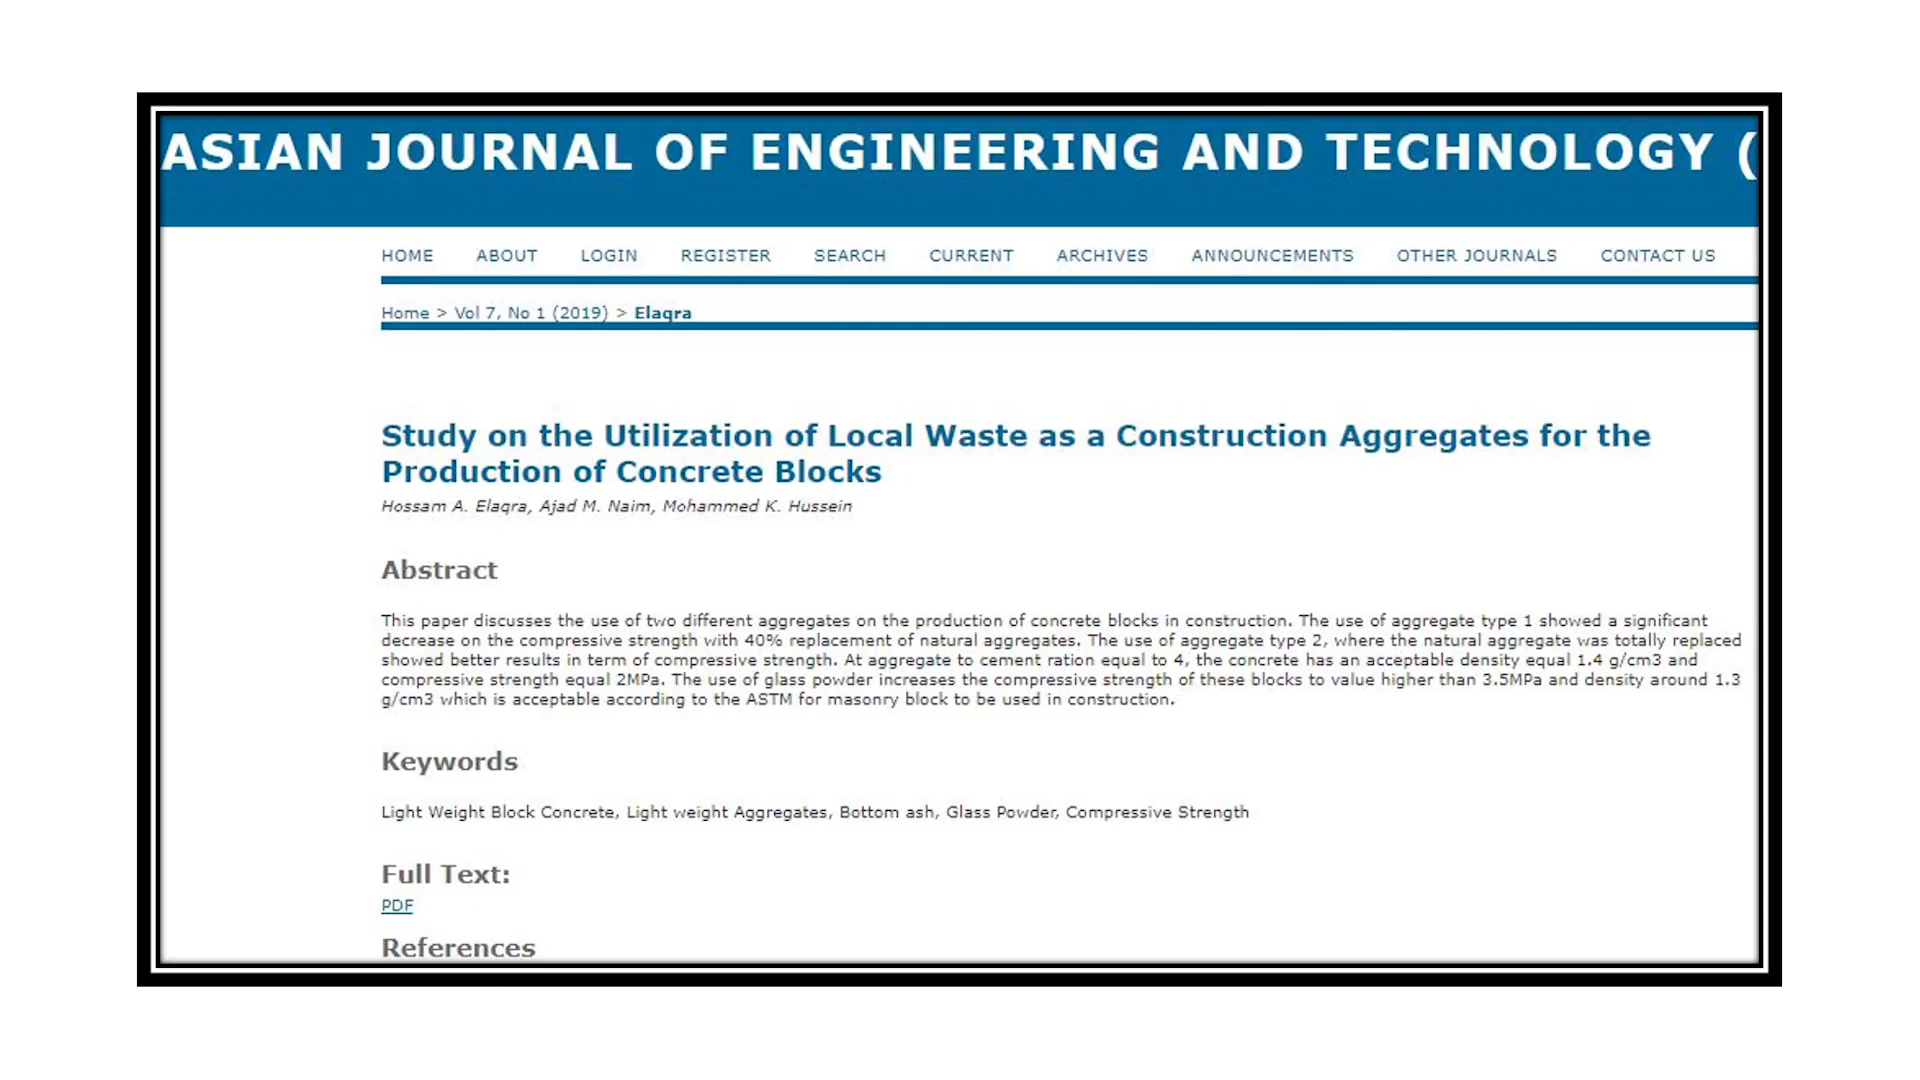 ASIAN JOURNAL OF ENGINEERING AND TECHNOLOGY (
HOME ABOUT LOGIN REGISTER SEARCH CURRENT ARCHIVES ANNOUNCEMENTS OTHER JOURNALS CONTACT US
Home > Vol 7, No 1 (2019) > Elaqra
Study on the Utilization of Local Waste as a Construction Aggregates for the
Production of Concrete Blocks
Hossam A. Elaqra, Ajad M. Naim, Mohammed K. Hussein
Abstract
This paper discusses the use of two different aggregates on the production of concrete blocks in construction. The use of aggregate type 1 showed a significant
decrease on the compressive strength with 40% replacement of natural aggregates. The use of aggregate type 2, where the natural aggregate was totally replaced
showed better results in term of compressive strength. At aggregate to cement ration equal to 4, the concrete has an acceptable density equal 1.4 g/cm3 and
compressive strength equal 2MPa. The use of glass powder increases the compressive strength of these blocks to value higher than 3.5MPa and density around 1.3
g/cm3 which is acceptable according to the ASTM for masonry block to be used in construction.
Keywords
Light Weight Block Concrete, Light weight Aggregates, Bottom ash, Glass Powder, Compressive Strength
Full Text:
PDF
References